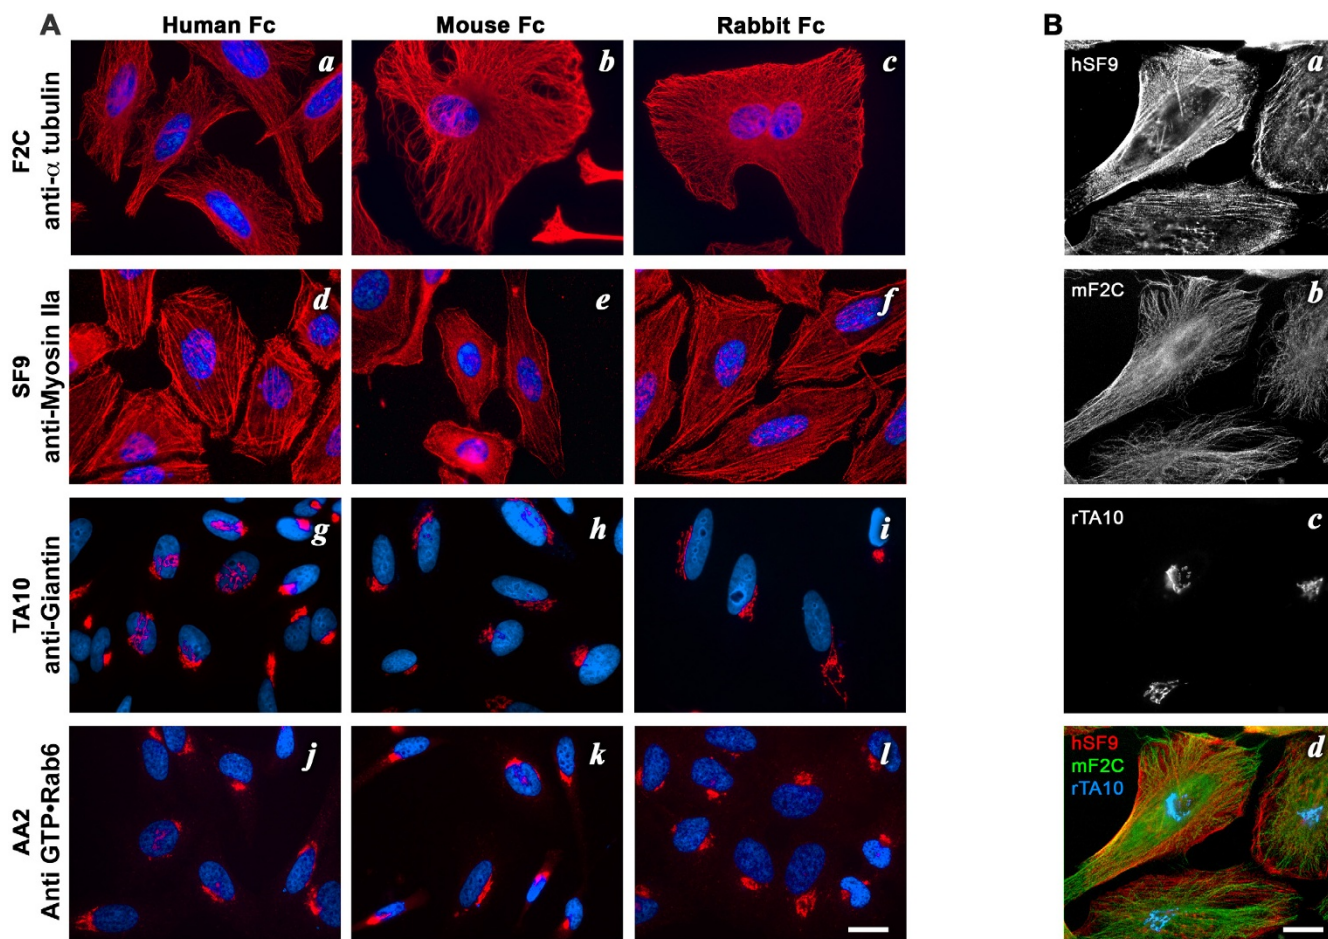 A
Human Fc
Mouse Fc
Rabbit Fc
F2C
anti-α tubulin
a
b
c
SF9
anti-Myosin IIa
d
e
f
TA10
anti-Giantin
g
h
i
AA2
Anti GTP•Rab6
j
k
l
B
hSF9
a
mF2C
b
rTA10
c
hSF9
mF2C
rTA10
d